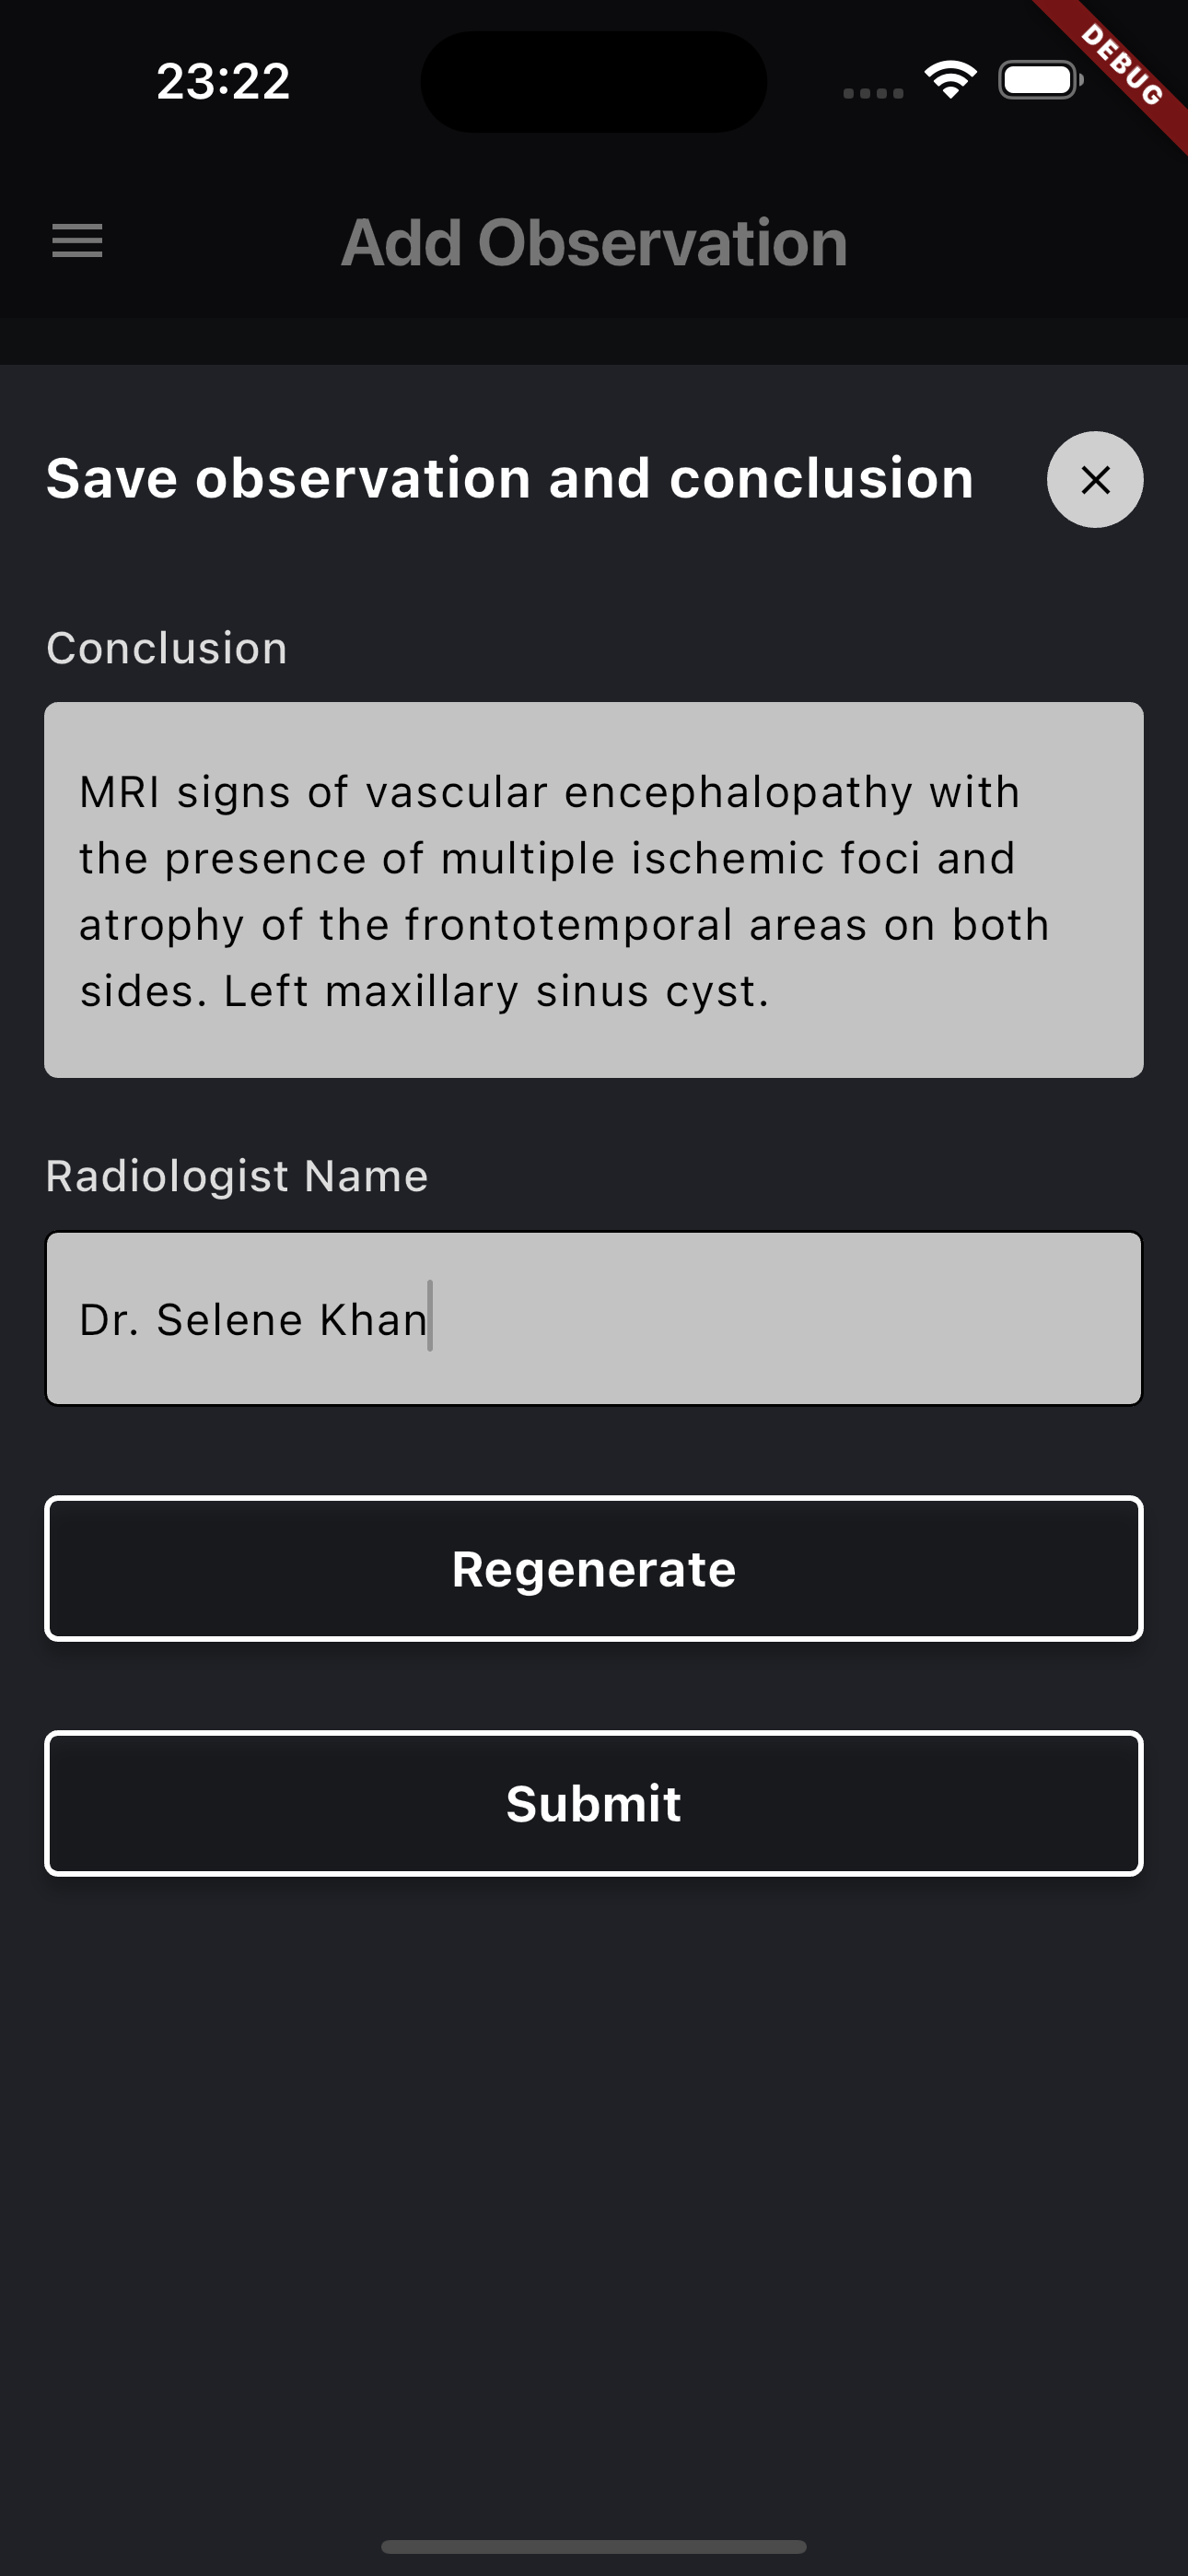 23:22
DEBUG
Add Observation
Save observation and conclusion
Conclusion
MRI signs of vascular encephalopathy with
the presence of multiple ischemic foci and
atrophy of the frontotemporal areas on both
sides. Left maxillary sinus cyst.
Radiologist Name
Dr. Selene Khan
Regenerate
Submit